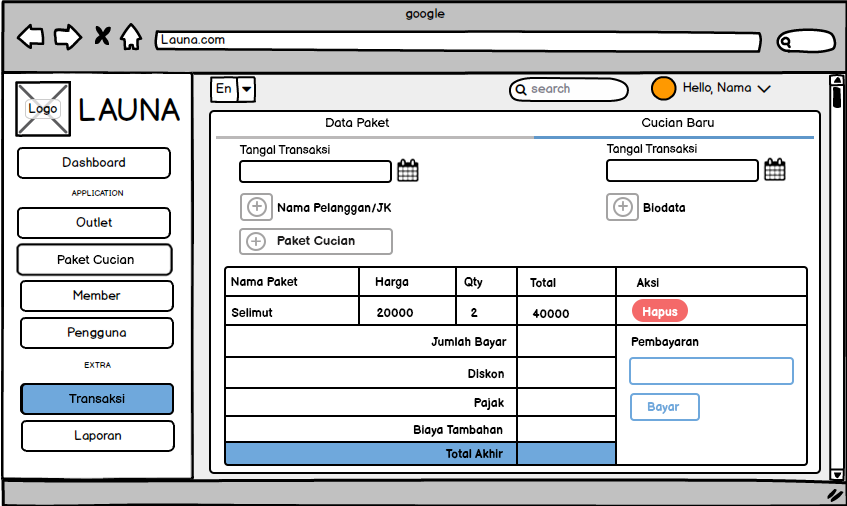 google
Launa.com
Logo
LAUNA
Dashboard
APPLICATION
Outlet
Paket Cucian
Member
Pengguna
EXTRA
Transaksi
Laporan
En
search
Hello, Nama
Data Paket
Cucian Baru
Tangal Transaksi
Tangal Transaksi
Nama Pelanggan/JK
Biodata
Paket Cucian
Nama Paket Harga Qty Total Aksi
Selimut 20000 2 40000 Hapus
Jumlah Bayar
Pembayaran
Diskon
Pajak
Bayar
Biaya Tambahan
Total Akhir